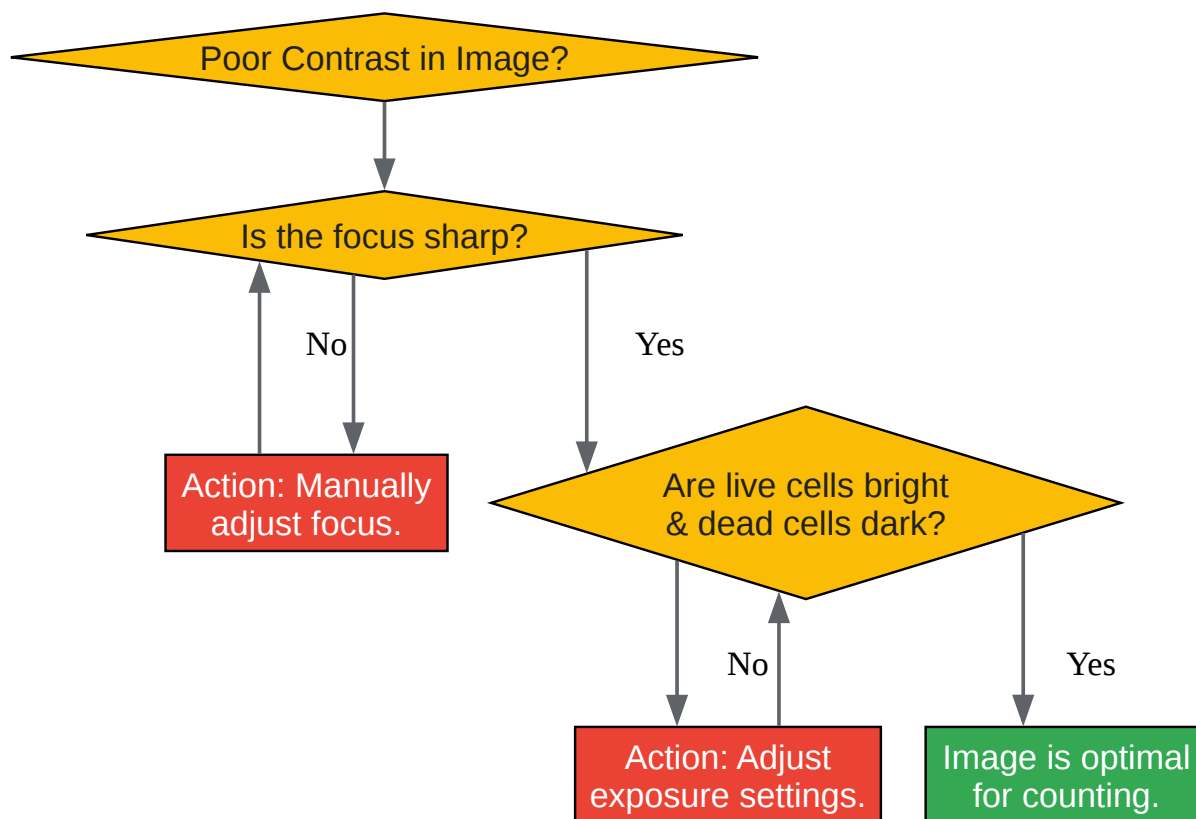 Poor Contrast in Image?
Is the focus sharp?
No
Yes
Action: Manually
adjust focus.
Are live cells bright
& dead cells dark?
No
Yes
Action: Adjust
exposure settings.
Image is optimal
for counting.